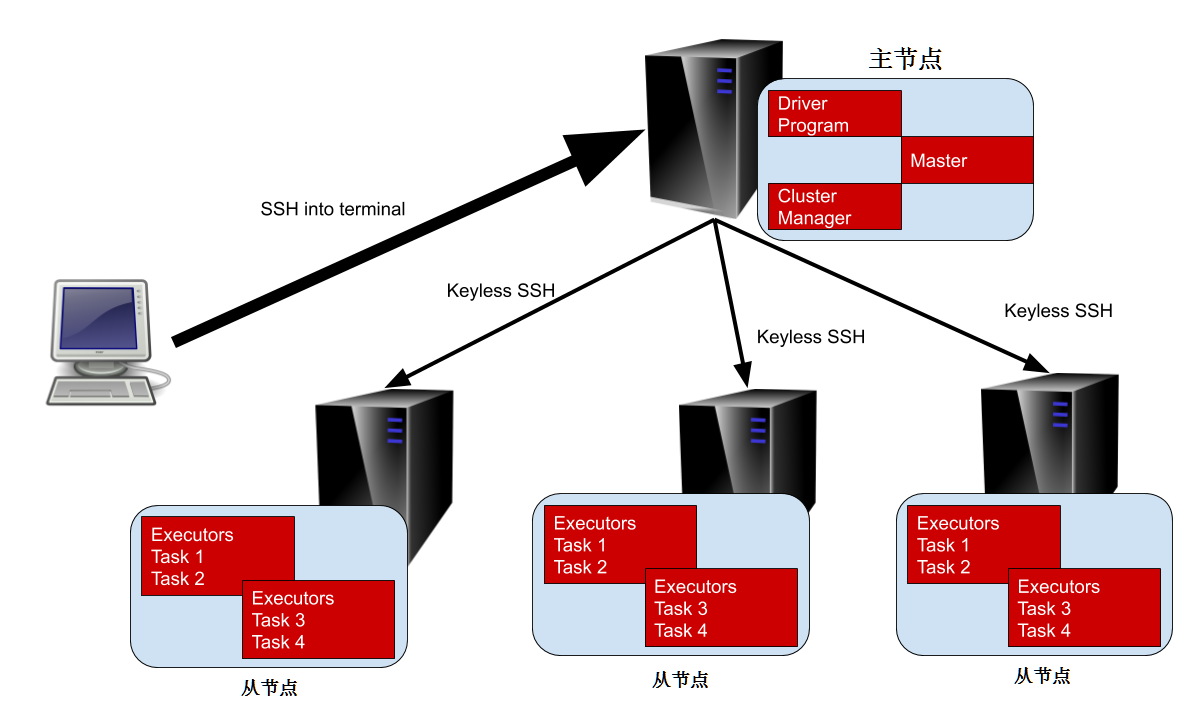 主节点
Driver
Program
Master
Cluster
Manager
SSH into terminal
Keyless SSH
Keyless SSH
Keyless SSH
Executors
Task 1
Task 2
Executors
Task 3
Task 4
从节点
Executors
Task 1
Task 2
Executors
Task 3
Task 4
从节点
Executors
Task 1
Task 2
Executors
Task 3
Task 4
从节点